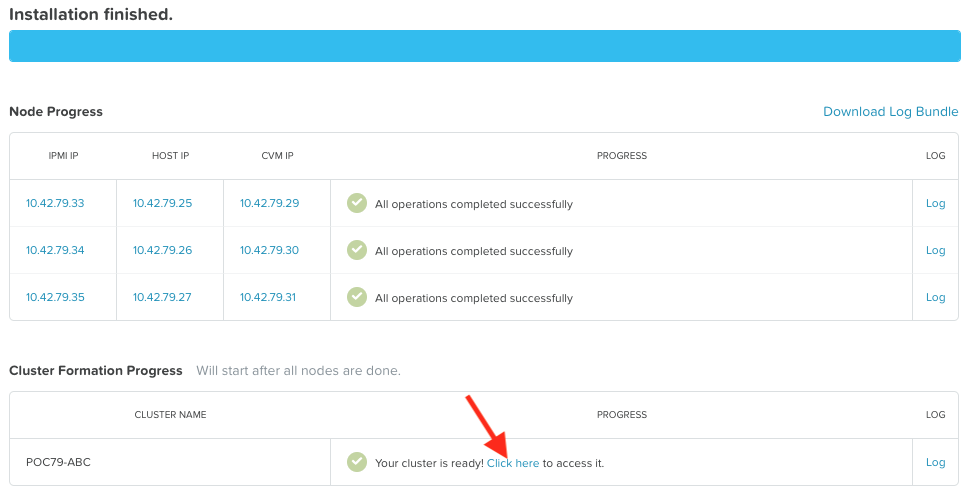 Installation finished.
Node Progress
Download Log Bundle
IPMI IP HOST IP CVM IP PROGRESS LOG
10.42.79.33 10.42.79.25 10.42.79.29 All operations completed successfully Log
10.42.79.34 10.42.79.26 10.42.79.30 All operations completed successfully Log
10.42.79.35 10.42.79.27 10.42.79.31 All operations completed successfully Log
Cluster Formation Progress Will start after all nodes are done.
CLUSTER NAME PROGRESS LOG
POC79-ABC Your cluster is ready! Click here to access it. Log